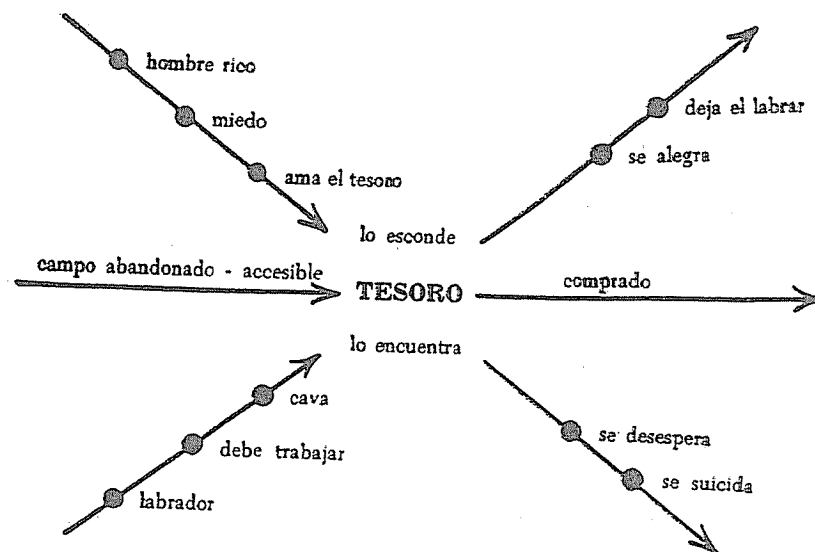 hombre rico
miedo
ama el tesoro
deja el labrar
se alegra
lo esconde
campo abandonado - accesible
TESORO
comprado
lo encuentra
cava
debe trabajar
labrador
se desespera
se suicida